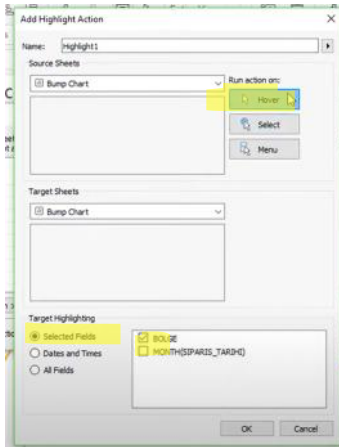 Add Highlight Action
Name: Highlight1
Source Sheets
Bump Chart
Run action on:
Hover
Select
Menu
Target Sheets
Bump Chart
Target Highlighting
Selected Fields
Dates and Times
All Fields
BOLGE
MONTH(SIPARIS_TARIHI)
OK Cancel